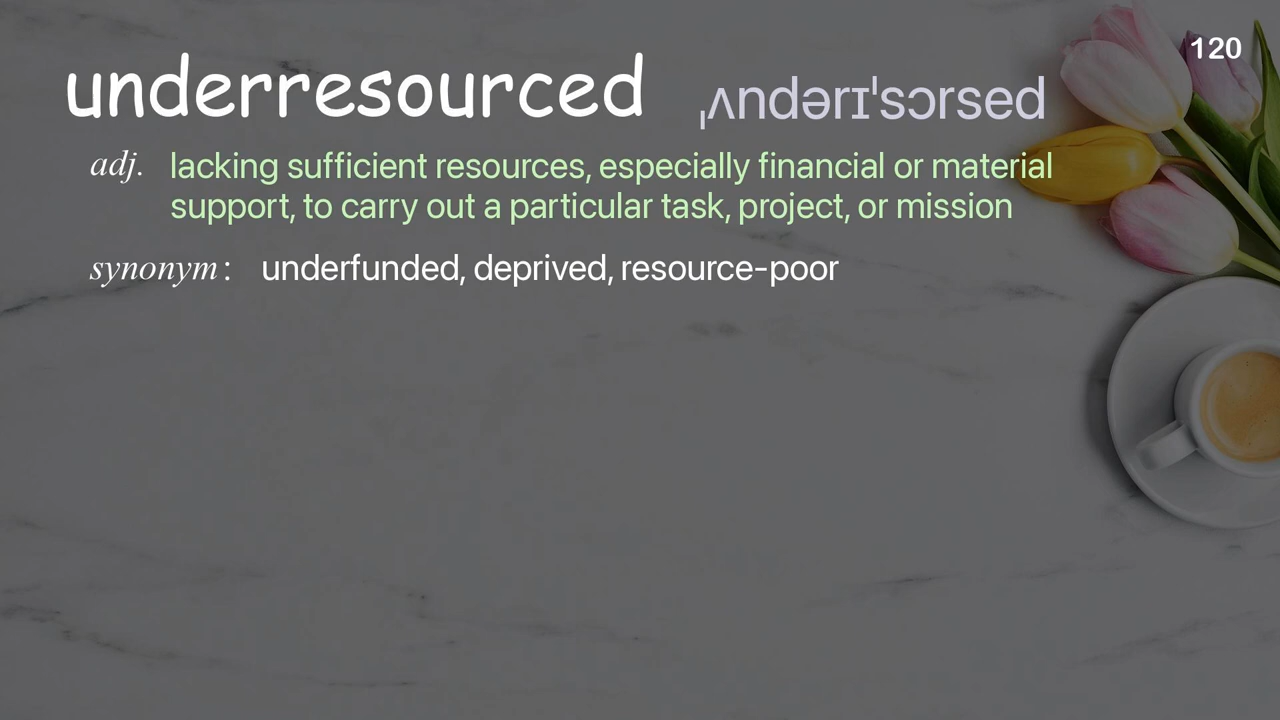 120
underresourced ˌʌndərɪˈsɔrsed
adj. lacking sufficient resources, especially financial or material
support, to carry out a particular task, project, or mission
synonym : underfunded, deprived, resource-poor